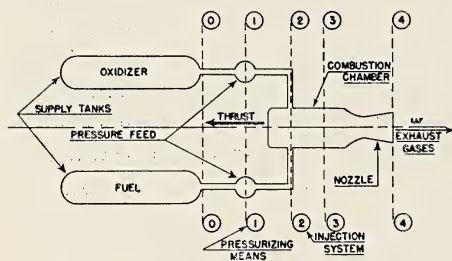 0 1 2 3 4
OXIDIZER
COMBUSTION
CHAMBER
SUPPLY TANKS
THRUST
EXHAUST
GASES
PRESSURE FEED
FUEL
NOZZLE
0 1 2 3 4
PRESSURIZING
MEANS
INJECTION
SYSTEM